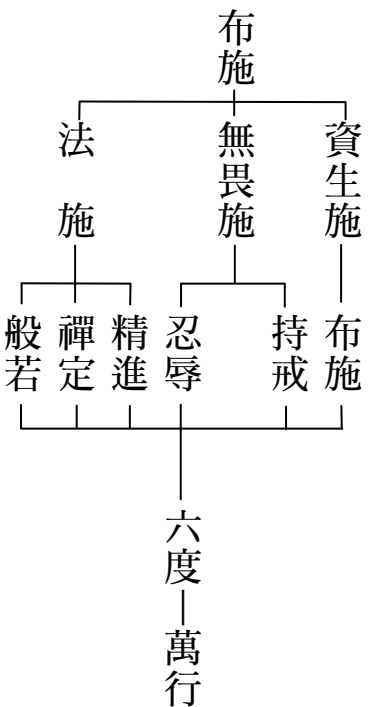 布施
資生施
無畏施
法施
布施
持戒
忍辱
精進
禪定
般若
六度
萬行